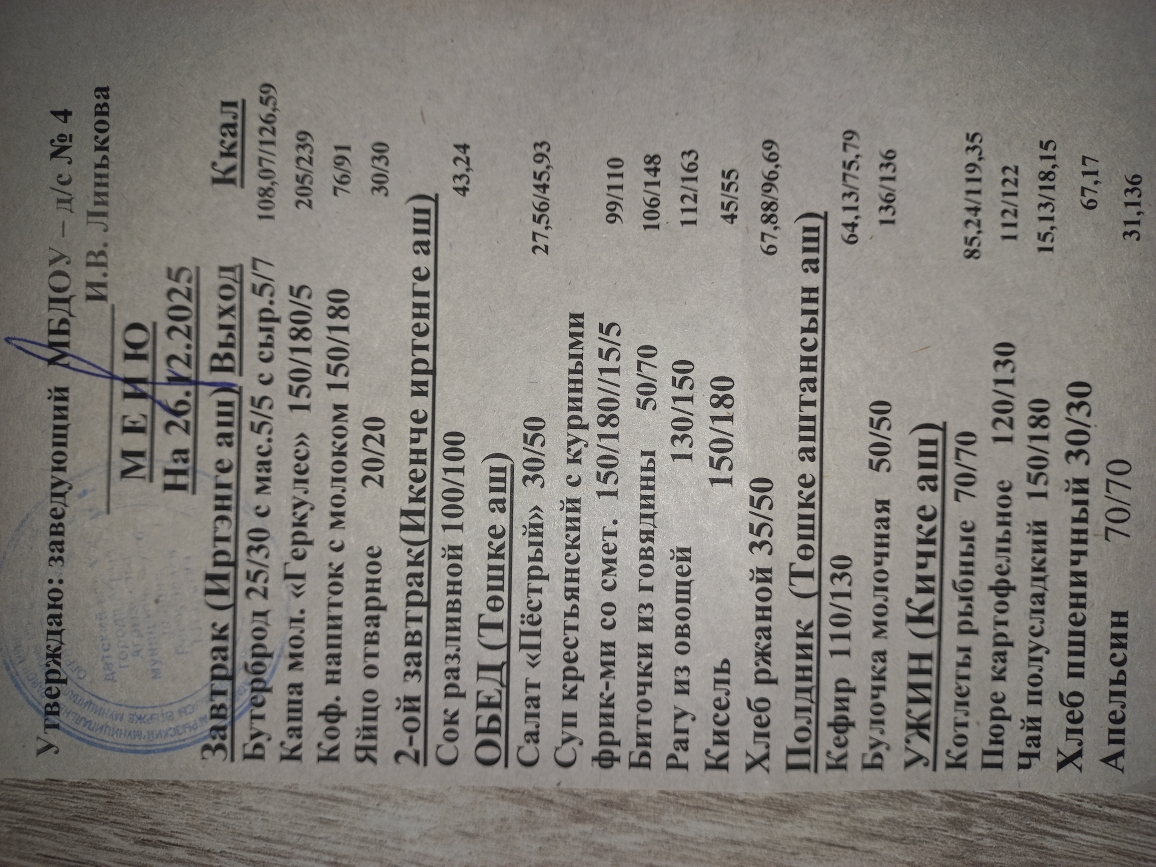 Утверждаю: заведующий МБДОУ – д/с № 4
И.В. Линькова
М Е Н Ю
На 26.12.2025
Завтрак (Иртэнге аш) Выход Ккал
Бутерброд 25/30 с мас.5/5 с сыр.5/7 108,07/126,59
Каша мол. «Геркулес» 150/180/5 205/239
Коф. напиток с молоком 150/180 76/91
Яйцо отварное 20/20 30/30
2-ой завтрак(Икенче иртенге аш)
Сок разливной 100/100 43,24
ОБЕД (Төшке аш)
Салат «Пёстрый» 30/50 27,56/45,93
Суп крестьянский с куриными
фрик-ми со смет. 150/180//15/5 99/110
Биточки из говядины 50/70 106/148
Рагу из овощей 130/150 112/163
Кисель 150/180 45/55
Хлеб ржаной 35/50 67,88/96,69
Полдник (Төшке аштансын аш)
Кефир 110/130 64,13/75,79
Булочка молочная 50/50 136/136
УЖИН (Кичке аш)
Котлеты рыбные 70/70 85,24/119,35
Пюре картофельное 120/130 112/122
Чай полусладкий 150/180 15,13/18,15
Хлеб пшеничный 30/30 67,17
Апельсин 70/70 31,136